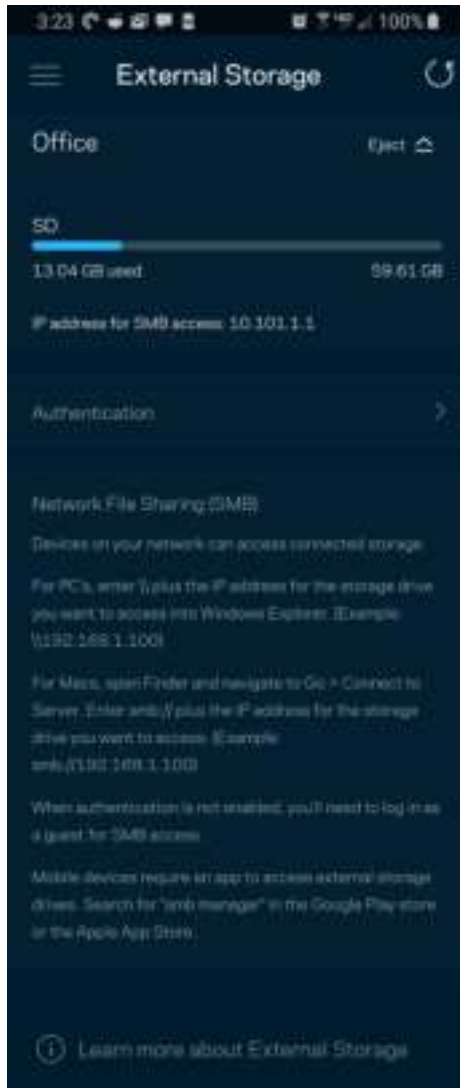 3:23 100%
External Storage
Office Eject
SD
13.04 GB used 59.61 GB
IP address for SMB access: 10.101.1.1
Authentication
Network File Sharing (SMB)
Devices on your network can access connected storage.
For PC's, enter \\ plus the IP address for the storage drive
you want to access into Windows Explorer. (Example:
\\192.168.1.100)
For Macs, open Finder and navigate to Go > Connect to
Server. Enter smb:// plus the IP address for the storage
drive you want to access. (Example:
smb://192.168.1.100)
When authentication is not enabled, you'll need to log in as
a guest for SMB access.
Mobile devices require an app to access external storage
drives. Search for "smb manager" in the Google Play store
or the Apple App Store.
Learn more about External Storage